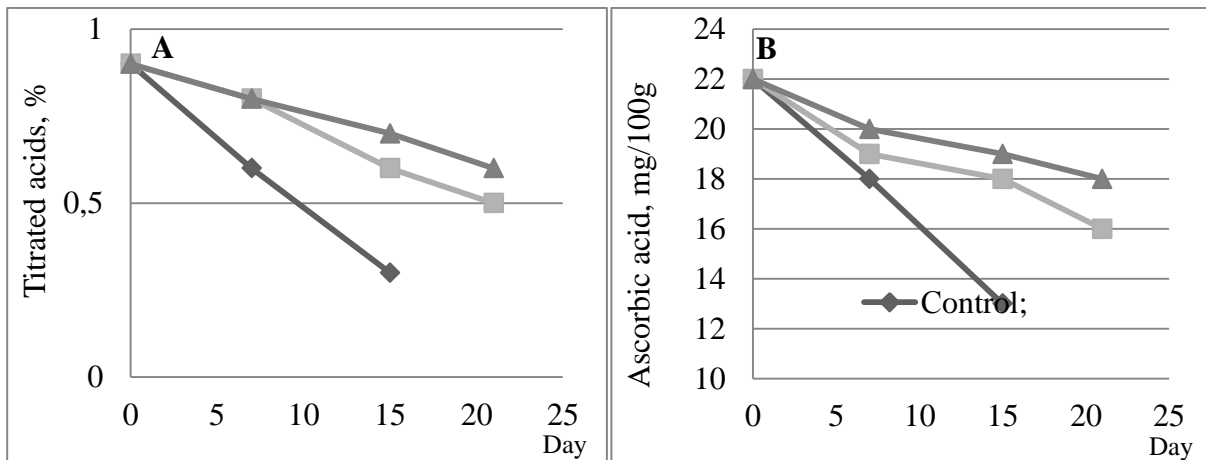 A
Titrated acids, %
1
0,5
0
0 5 10 15 20 25
Day
B
Ascorbic acid, mg/100g
24
22
20
18
16
14
12
10
Control;
0 5 10 15 20 25
Day